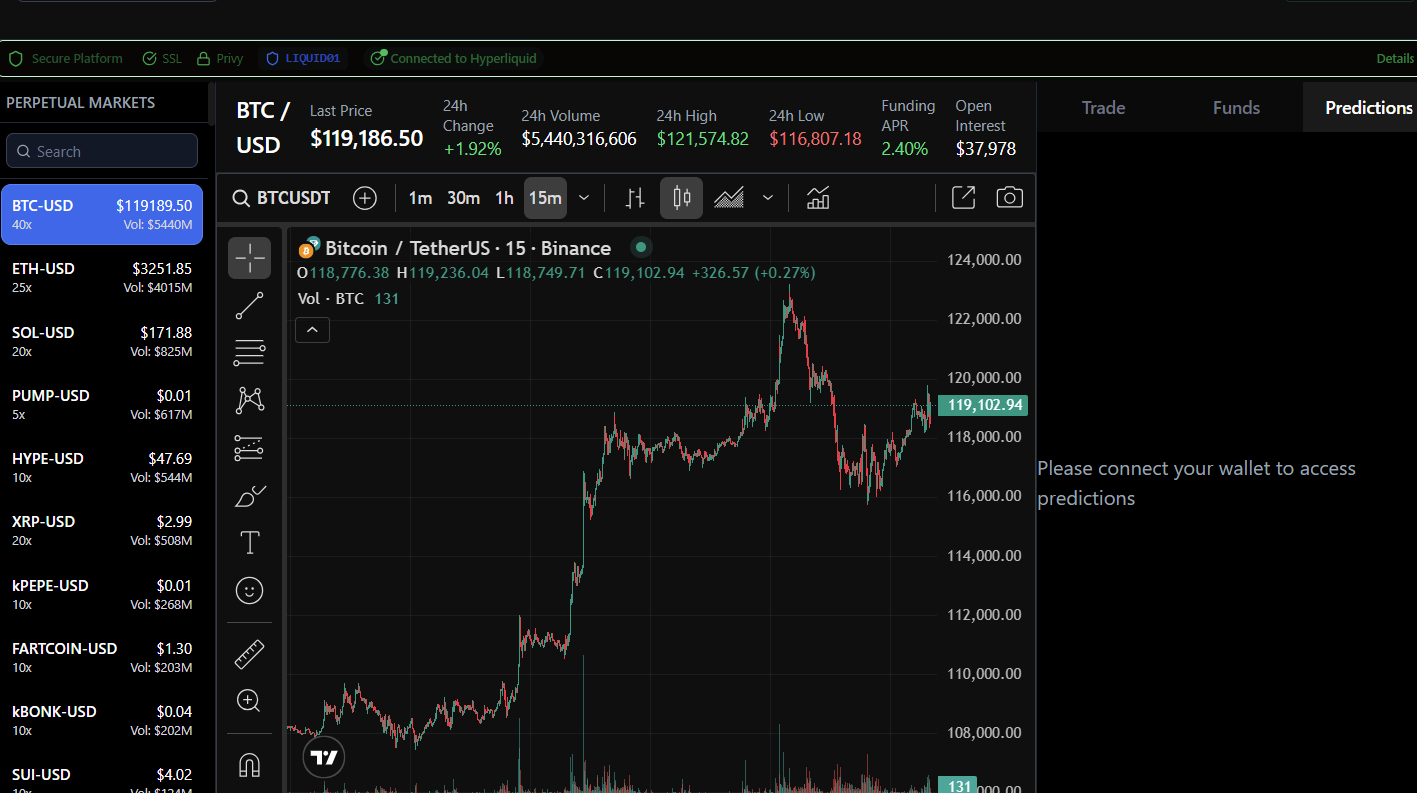 Secure Platform SSL Privy LIQUID01 Connected to Hyperliquid Details
PERPETUAL MARKETS
Search
BTC-USD $119189.50
40x Vol: $5440M
ETH-USD $3251.85
25x Vol: $4015M
SOL-USD $171.88
20x Vol: $825M
PUMP-USD $0.01
5x Vol: $617M
HYPE-USD $47.69
10x Vol: $544M
XRP-USD $2.99
20x Vol: $508M
kPEPE-USD $0.01
10x Vol: $268M
FARTCOIN-USD $1.30
10x Vol: $203M
kBONK-USD $0.04
10x Vol: $202M
SUI-USD $4.02
BTC /
USD
Last Price
$119,186.50
24h
Change
+1.92%
24h Volume
$5,440,316,606
24h High
$121,574.82
24h Low
$116,807.18
Funding
APR
2.40%
Open
Interest
$37,978
BTCUSDT 1m 30m 1h 15m
Bitcoin / TetherUS · 15 · Binance
O118,776.38 H119,236.04 L118,749.71 C119,102.94 +326.57 (+0.27%)
Vol · BTC 131
124,000.00
122,000.00
120,000.00
119,102.94
118,000.00
116,000.00
114,000.00
112,000.00
110,000.00
108,000.00
131
Trade Funds Predictions
Please connect your wallet to access
predictions